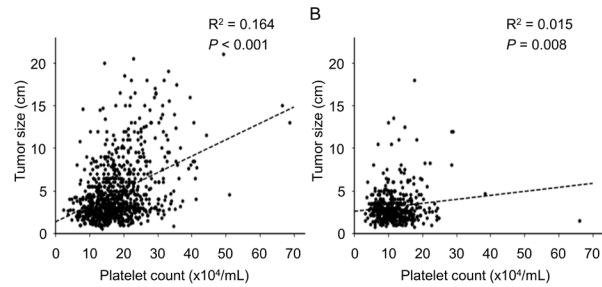 R² = 0.164
P < 0.001
20
15
10
5
0
Tumor size (cm)
0 10 20 30 40 50 60 70
Platelet count (x10⁴/mL)
B
R² = 0.015
P = 0.008
20
15
10
5
0
Tumor size (cm)
0 10 20 30 40 50 60 70
Platelet count (x10⁴/mL)